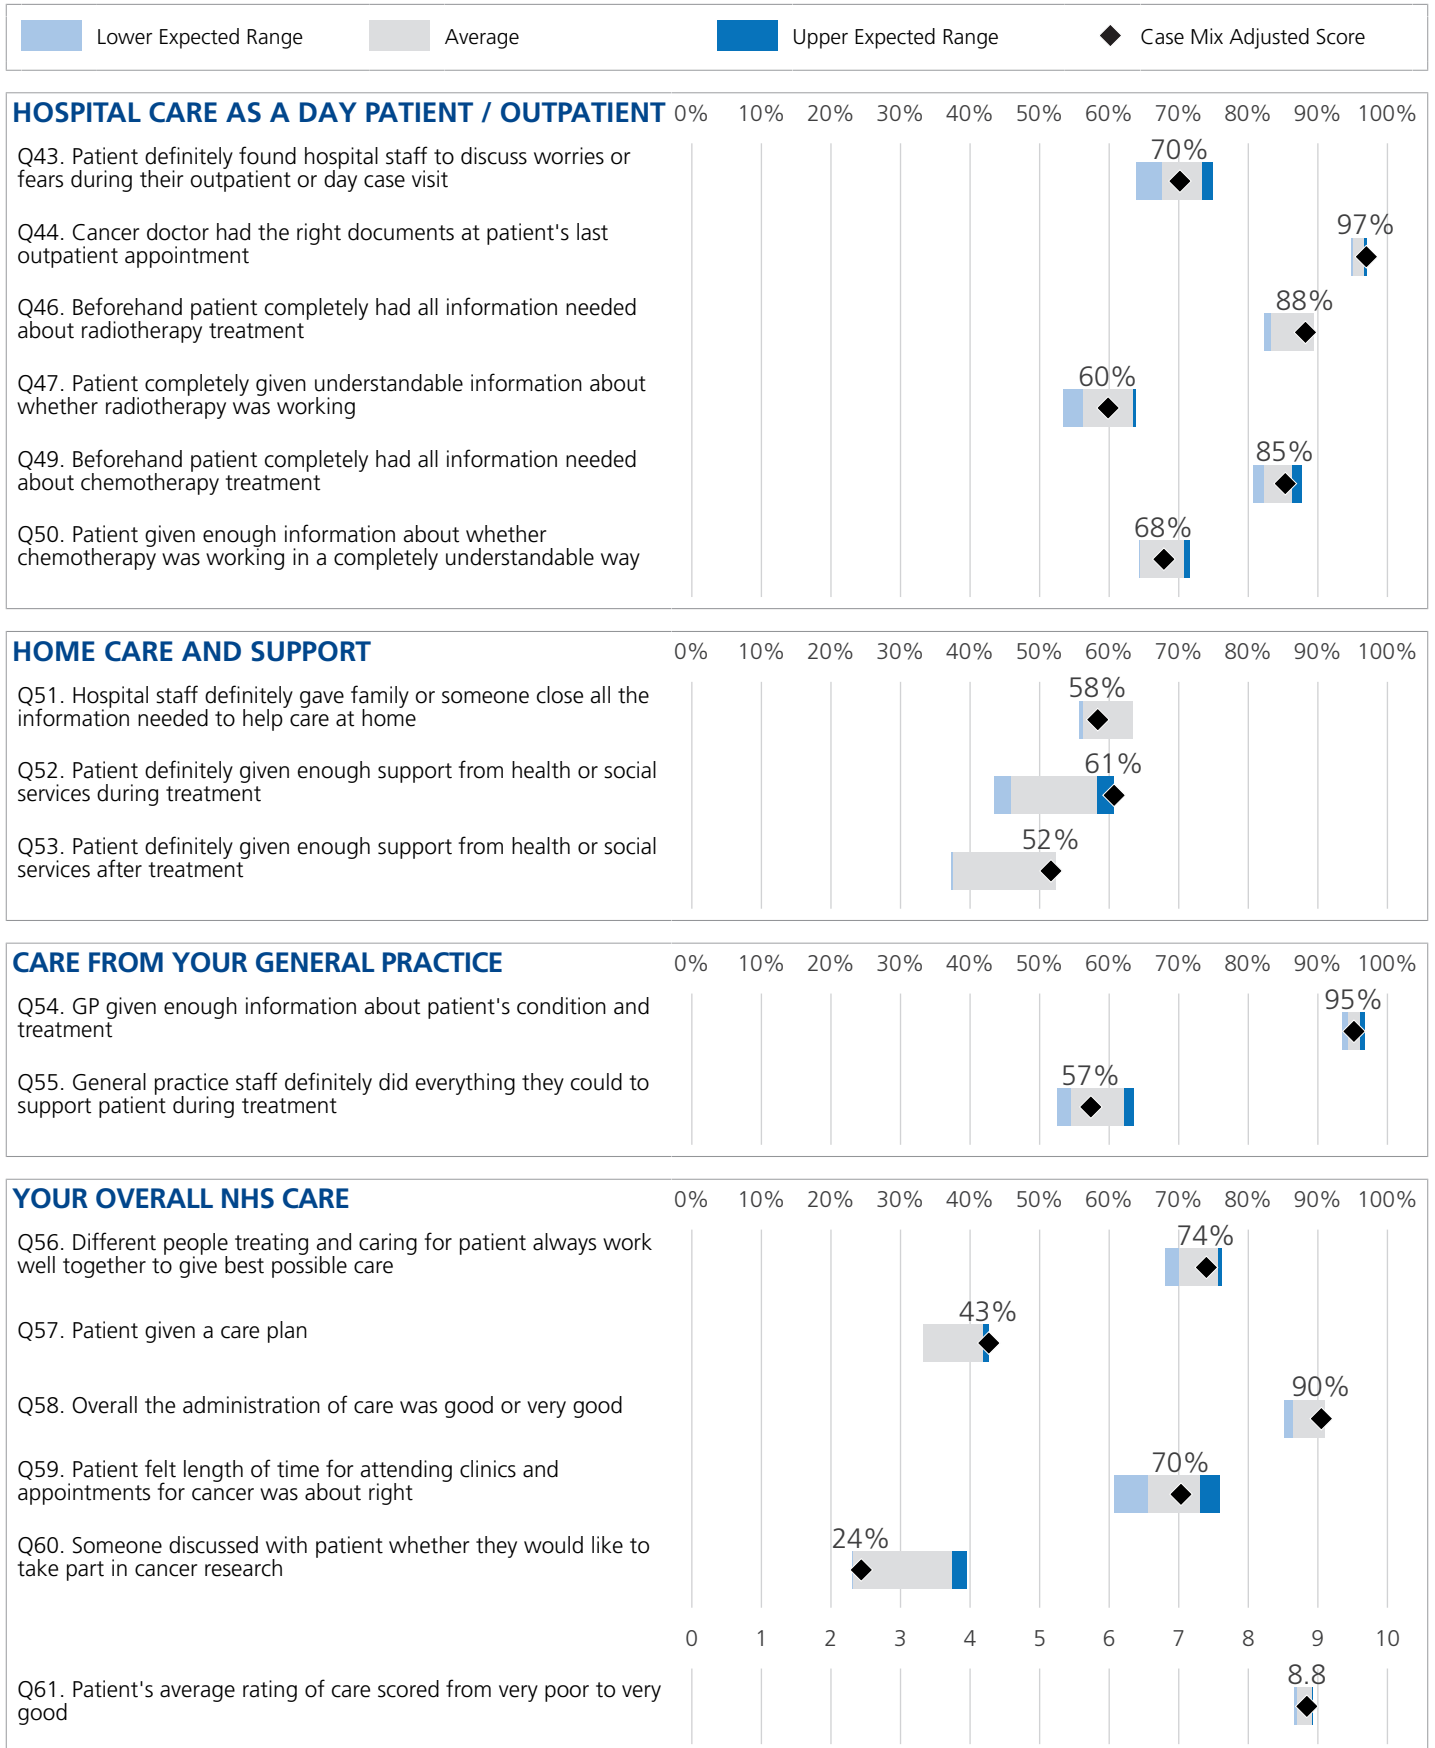 Lower Expected Range Average Upper Expected Range Case Mix Adjusted Score
HOSPITAL CARE AS A DAY PATIENT / OUTPATIENT 0% 10% 20% 30% 40% 50% 60% 70% 80% 90% 100%
Q43. Patient definitely found hospital staff to discuss worries or
fears during their outpatient or day case visit
70%
Q44. Cancer doctor had the right documents at patient's last
outpatient appointment
97%
Q46. Beforehand patient completely had all information needed
about radiotherapy treatment
88%
Q47. Patient completely given understandable information about
whether radiotherapy was working
60%
Q49. Beforehand patient completely had all information needed
about chemotherapy treatment
85%
Q50. Patient given enough information about whether
chemotherapy was working in a completely understandable way
68%
HOME CARE AND SUPPORT 0% 10% 20% 30% 40% 50% 60% 70% 80% 90% 100%
Q51. Hospital staff definitely gave family or someone close all the
information needed to help care at home
58%
Q52. Patient definitely given enough support from health or social
services during treatment
61%
Q53. Patient definitely given enough support from health or social
services after treatment
52%
CARE FROM YOUR GENERAL PRACTICE 0% 10% 20% 30% 40% 50% 60% 70% 80% 90% 100%
Q54. GP given enough information about patient's condition and
treatment
95%
Q55. General practice staff definitely did everything they could to
support patient during treatment
57%
YOUR OVERALL NHS CARE 0% 10% 20% 30% 40% 50% 60% 70% 80% 90% 100%
Q56. Different people treating and caring for patient always work
well together to give best possible care
74%
Q57. Patient given a care plan
43%
Q58. Overall the administration of care was good or very good
90%
Q59. Patient felt length of time for attending clinics and
appointments for cancer was about right
70%
Q60. Someone discussed with patient whether they would like to
take part in cancer research
24%
0 1 2 3 4 5 6 7 8 9 10
Q61. Patient's average rating of care scored from very poor to very
good
8.8